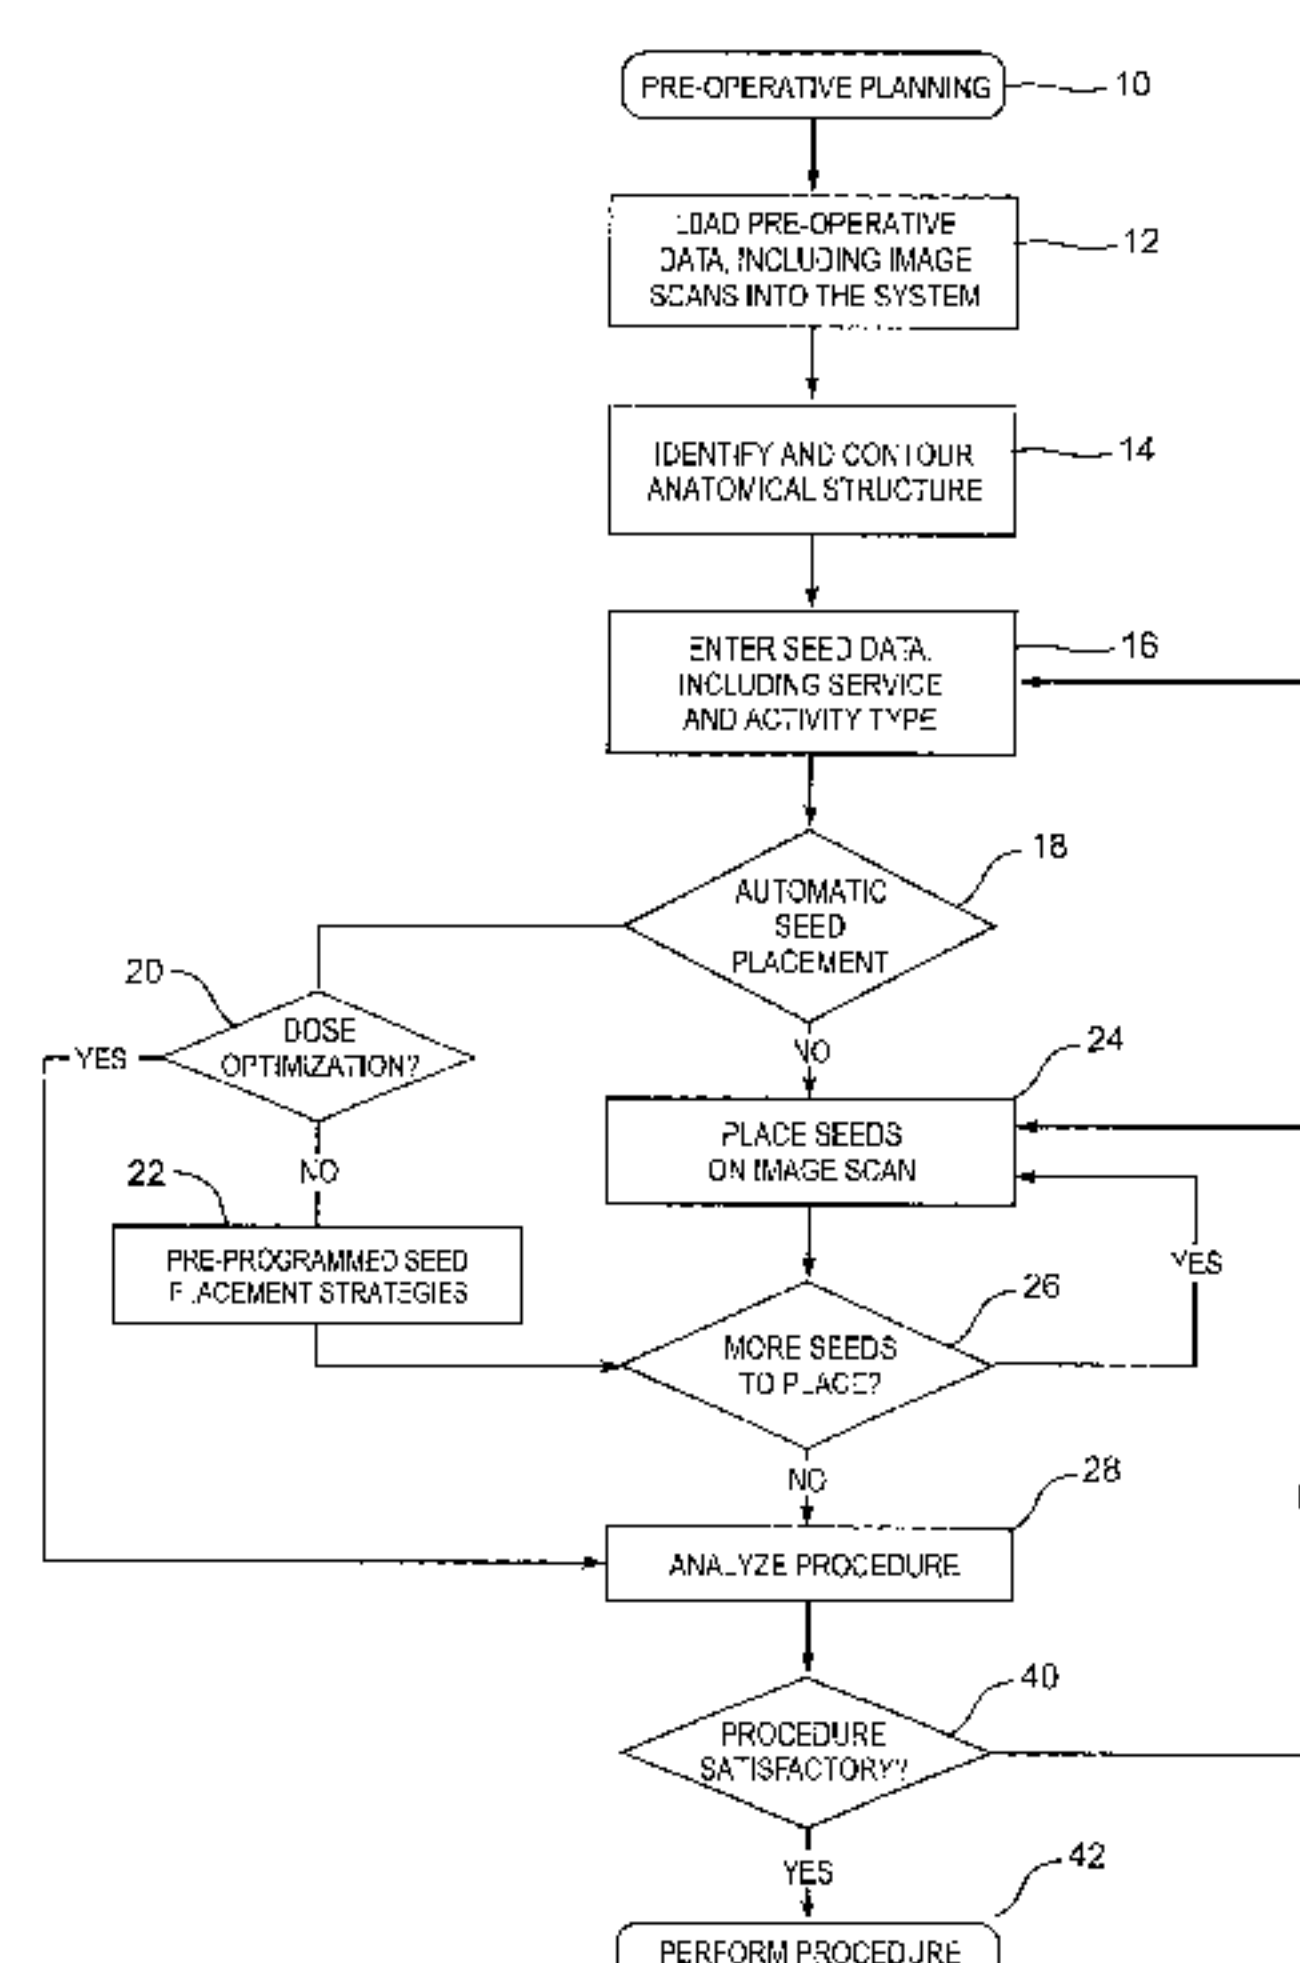 PRE-OPERATIVE PLANNING
10
LOAD PRE-OPERATIVE
DATA, INCLUDING IMAGE
SCANS INTO THE SYSTEM
12
IDENTIFY AND CONTOUR
ANATOMICAL STRUCTURE
14
ENTER SEED DATA,
INCLUDING SERVICE
AND ACTIVITY TYPE
16
AUTOMATIC
SEED
PLACEMENT
18
20
DOSE
OPTIMIZATION?
YES
NO
NO
24
PLACE SEEDS
ON IMAGE SCAN
22
PRE-PROGRAMMED SEED
PLACEMENT STRATEGIES
YES
26
MORE SEEDS
TO PLACE?
NO
28
ANALYZE PROCEDURE
40
PROCEDURE
SATISFACTORY?
YES
42
PERFORM PROCEDURE